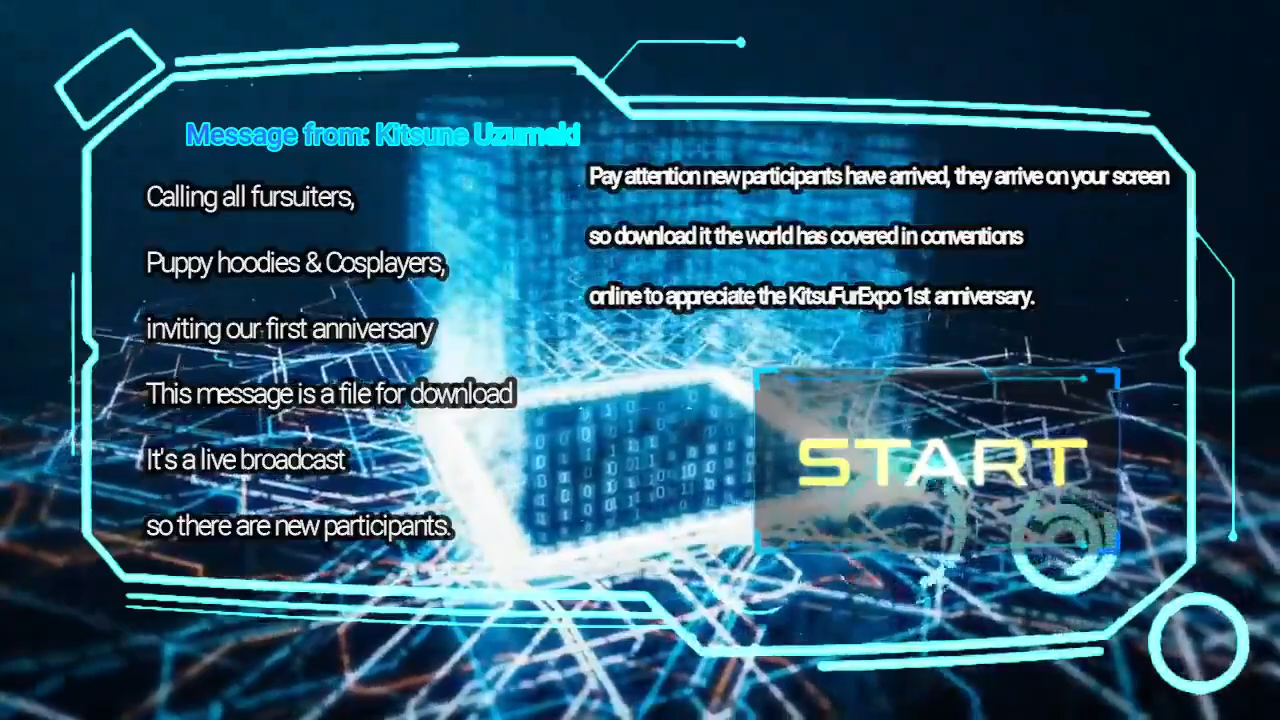 Message from: Kitsune Uzumaki
Calling all fursuiters,
Puppy hoodies & Cosplayers,
inviting our first anniversary
This message is a file for download
It's a live broadcast
so there are new participants.
Pay attention new participants have arrived, they arrive on your screen
so download it the world has covered in conventions
online to appreciate the KitsuFurExpo 1st anniversary.
START